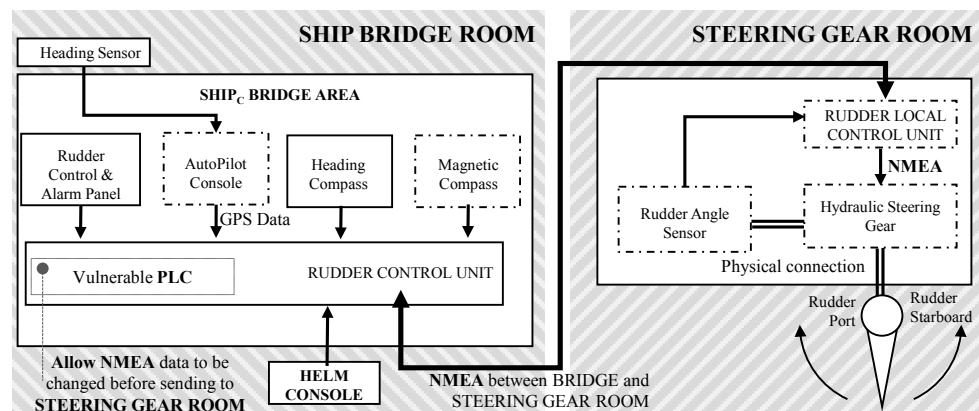 SHIP BRIDGE ROOM
Heading Sensor
SHIPC BRIDGE AREA
Rudder
Control &
Alarm Panel
AutoPilot
Console
Heading
Compass
Magnetic
Compass
GPS Data
Vulnerable PLC
RUDDER CONTROL UNIT
Allow NMEA data to be
changed before sending to
STEERING GEAR ROOM
HELM
CONSOLE
NMEA between BRIDGE and
STEERING GEAR ROOM
STEERING GEAR ROOM
RUDDER LOCAL
CONTROL UNIT
NMEA
Rudder Angle
Sensor
Hydraulic Steering
Gear
Physical connection
Rudder
Port
Rudder
Starboard